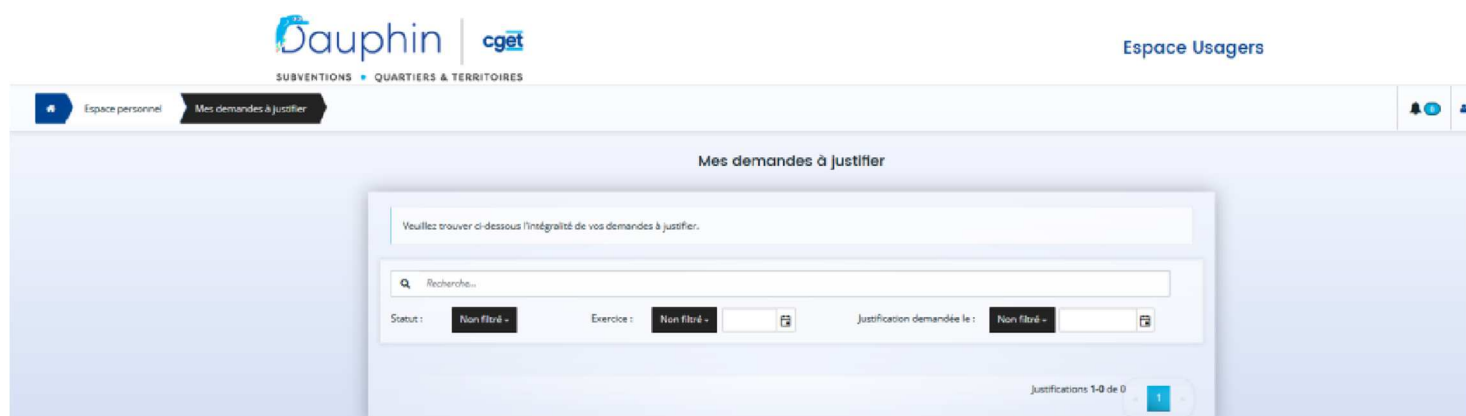 Dauphin cget
SUBVENTIONS • QUARTIERS & TERRITOIRES
Espace Usagers
Espace personnel Mes demandes à justifier
Mes demandes à justifier
Veuillez trouver ci-dessous l'intégralité de vos demandes à justifier.
Recherche...
Statut : Non filtré Exercice : Non filtré Justification demandée le : Non filtré
Justifications 1-0 de 0 1